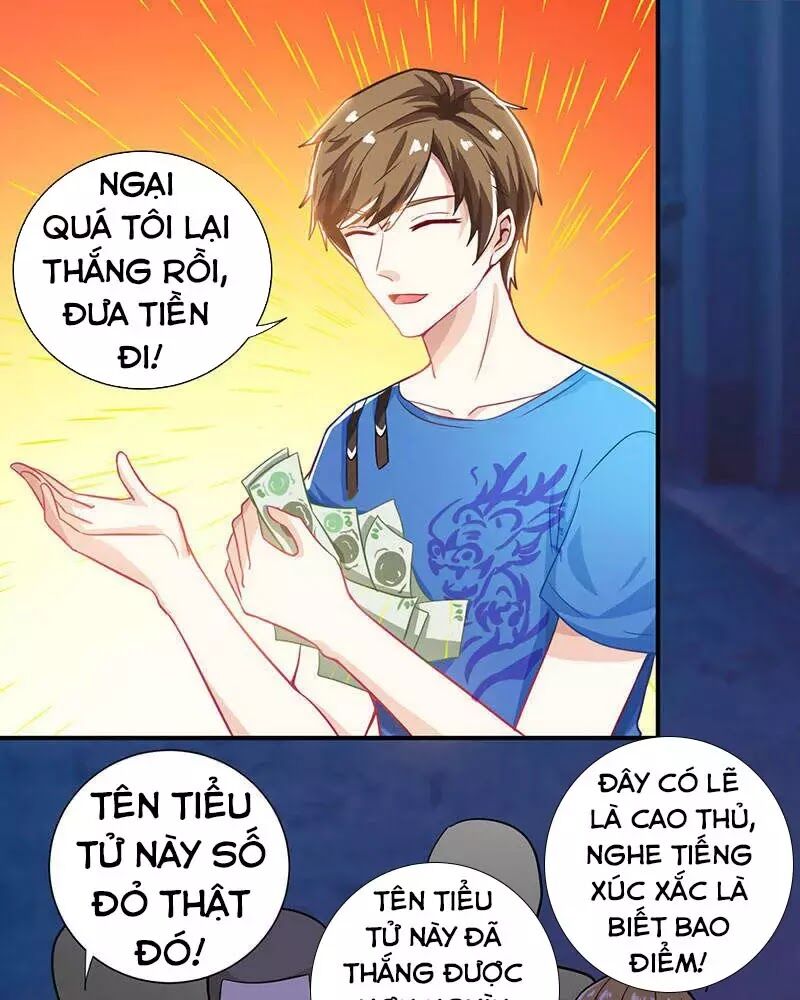 NGẠI
QUÁ TÔI LẠI
THẮNG RỒI,
ĐƯA TIỀN
ĐI!
TÊN TIỂU
TỬ NÀY SỐ
ĐỎ THẬT
ĐÓ!
TÊN TIỂU
TỬ NÀY ĐÃ
THẮNG ĐƯỢC
ĐÂY CÓ LẼ
LÀ CAO THỦ,
NGHE TIẾNG
XÚC XẮC LÀ
BIẾT BAO
ĐIỂM!